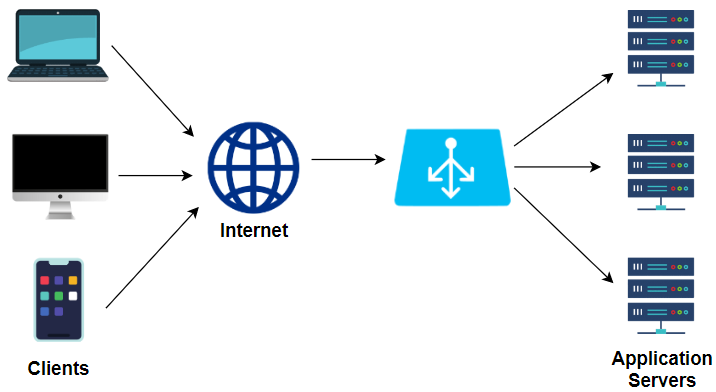 Internet
Clients
Application
Servers